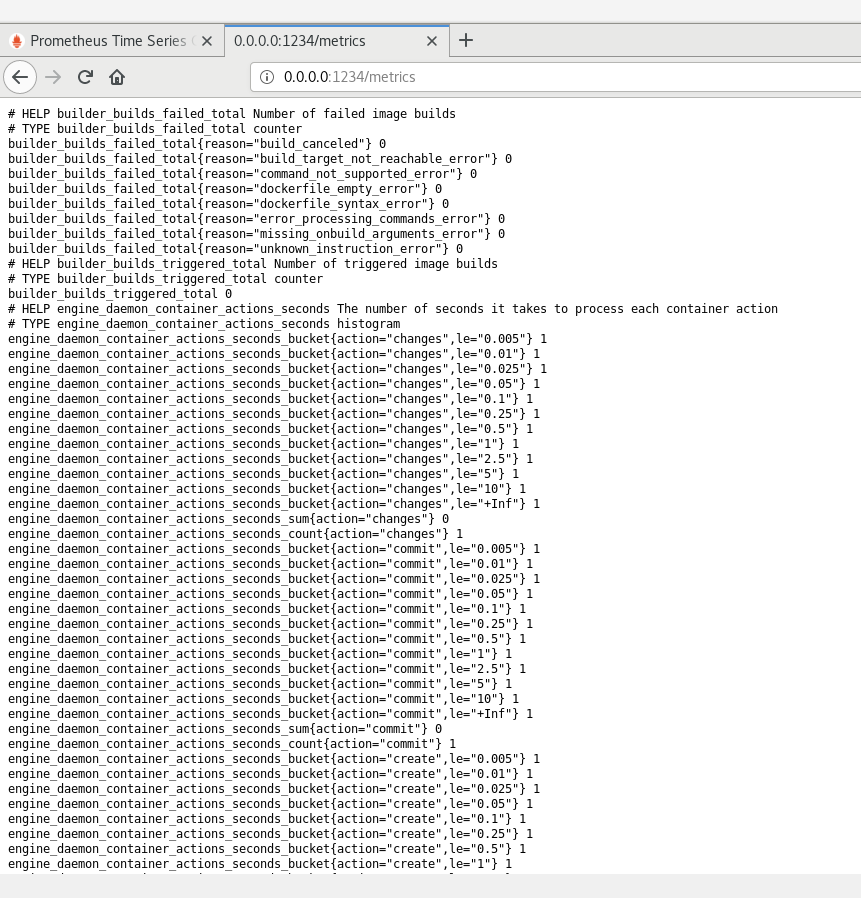 Prometheus Time Series
0.0.0.0:1234/metrics
0.0.0.0:1234/metrics
# HELP builder_builds_failed_total Number of failed image builds
# TYPE builder_builds_failed_total counter
builder_builds_failed_total{reason="build_canceled"} 0
builder_builds_failed_total{reason="build_target_not_reachable_error"} 0
builder_builds_failed_total{reason="command_not_supported_error"} 0
builder_builds_failed_total{reason="dockerfile_empty_error"} 0
builder_builds_failed_total{reason="dockerfile_syntax_error"} 0
builder_builds_failed_total{reason="error_processing_commands_error"} 0
builder_builds_failed_total{reason="missing_onbuild_arguments_error"} 0
builder_builds_failed_total{reason="unknown_instruction_error"} 0
# HELP builder_builds_triggered_total Number of triggered image builds
# TYPE builder_builds_triggered_total counter
builder_builds_triggered_total 0
# HELP engine_daemon_container_actions_seconds The number of seconds it takes to process each container action
# TYPE engine_daemon_container_actions_seconds histogram
engine_daemon_container_actions_seconds_bucket{action="changes",le="0.005"} 1
engine_daemon_container_actions_seconds_bucket{action="changes",le="0.01"} 1
engine_daemon_container_actions_seconds_bucket{action="changes",le="0.025"} 1
engine_daemon_container_actions_seconds_bucket{action="changes",le="0.05"} 1
engine_daemon_container_actions_seconds_bucket{action="changes",le="0.1"} 1
engine_daemon_container_actions_seconds_bucket{action="changes",le="0.25"} 1
engine_daemon_container_actions_seconds_bucket{action="changes",le="0.5"} 1
engine_daemon_container_actions_seconds_bucket{action="changes",le="1"} 1
engine_daemon_container_actions_seconds_bucket{action="changes",le="2.5"} 1
engine_daemon_container_actions_seconds_bucket{action="changes",le="5"} 1
engine_daemon_container_actions_seconds_bucket{action="changes",le="10"} 1
engine_daemon_container_actions_seconds_bucket{action="changes",le="+Inf"} 1
engine_daemon_container_actions_seconds_sum{action="changes"} 0
engine_daemon_container_actions_seconds_count{action="changes"} 1
engine_daemon_container_actions_seconds_bucket{action="commit",le="0.005"} 1
engine_daemon_container_actions_seconds_bucket{action="commit",le="0.01"} 1
engine_daemon_container_actions_seconds_bucket{action="commit",le="0.025"} 1
engine_daemon_container_actions_seconds_bucket{action="commit",le="0.05"} 1
engine_daemon_container_actions_seconds_bucket{action="commit",le="0.1"} 1
engine_daemon_container_actions_seconds_bucket{action="commit",le="0.25"} 1
engine_daemon_container_actions_seconds_bucket{action="commit",le="0.5"} 1
engine_daemon_container_actions_seconds_bucket{action="commit",le="1"} 1
engine_daemon_container_actions_seconds_bucket{action="commit",le="2.5"} 1
engine_daemon_container_actions_seconds_bucket{action="commit",le="5"} 1
engine_daemon_container_actions_seconds_bucket{action="commit",le="10"} 1
engine_daemon_container_actions_seconds_bucket{action="commit",le="+Inf"} 1
engine_daemon_container_actions_seconds_sum{action="commit"} 0
engine_daemon_container_actions_seconds_count{action="commit"} 1
engine_daemon_container_actions_seconds_bucket{action="create",le="0.005"} 1
engine_daemon_container_actions_seconds_bucket{action="create",le="0.01"} 1
engine_daemon_container_actions_seconds_bucket{action="create",le="0.025"} 1
engine_daemon_container_actions_seconds_bucket{action="create",le="0.05"} 1
engine_daemon_container_actions_seconds_bucket{action="create",le="0.1"} 1
engine_daemon_container_actions_seconds_bucket{action="create",le="0.25"} 1
engine_daemon_container_actions_seconds_bucket{action="create",le="0.5"} 1
engine_daemon_container_actions_seconds_bucket{action="create",le="1"} 1